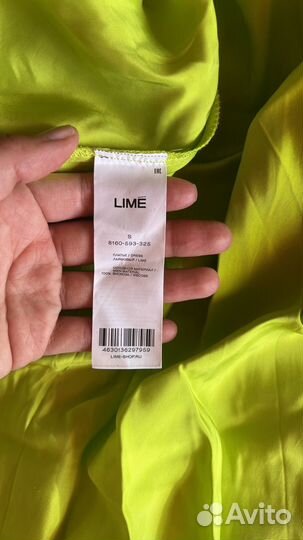 EAC
LIMÉ
S
8160-593-325
ПЛАТЬЕ / DRESS
ЛАЙМОВЫЙ / LIME
ОСНОВНОЙ МАТЕРИАЛ /
MAIN MATERIAL
100% ВИСКОЗА / VISCOSE
4630136297959
LIME-SHOP.RU
Avito